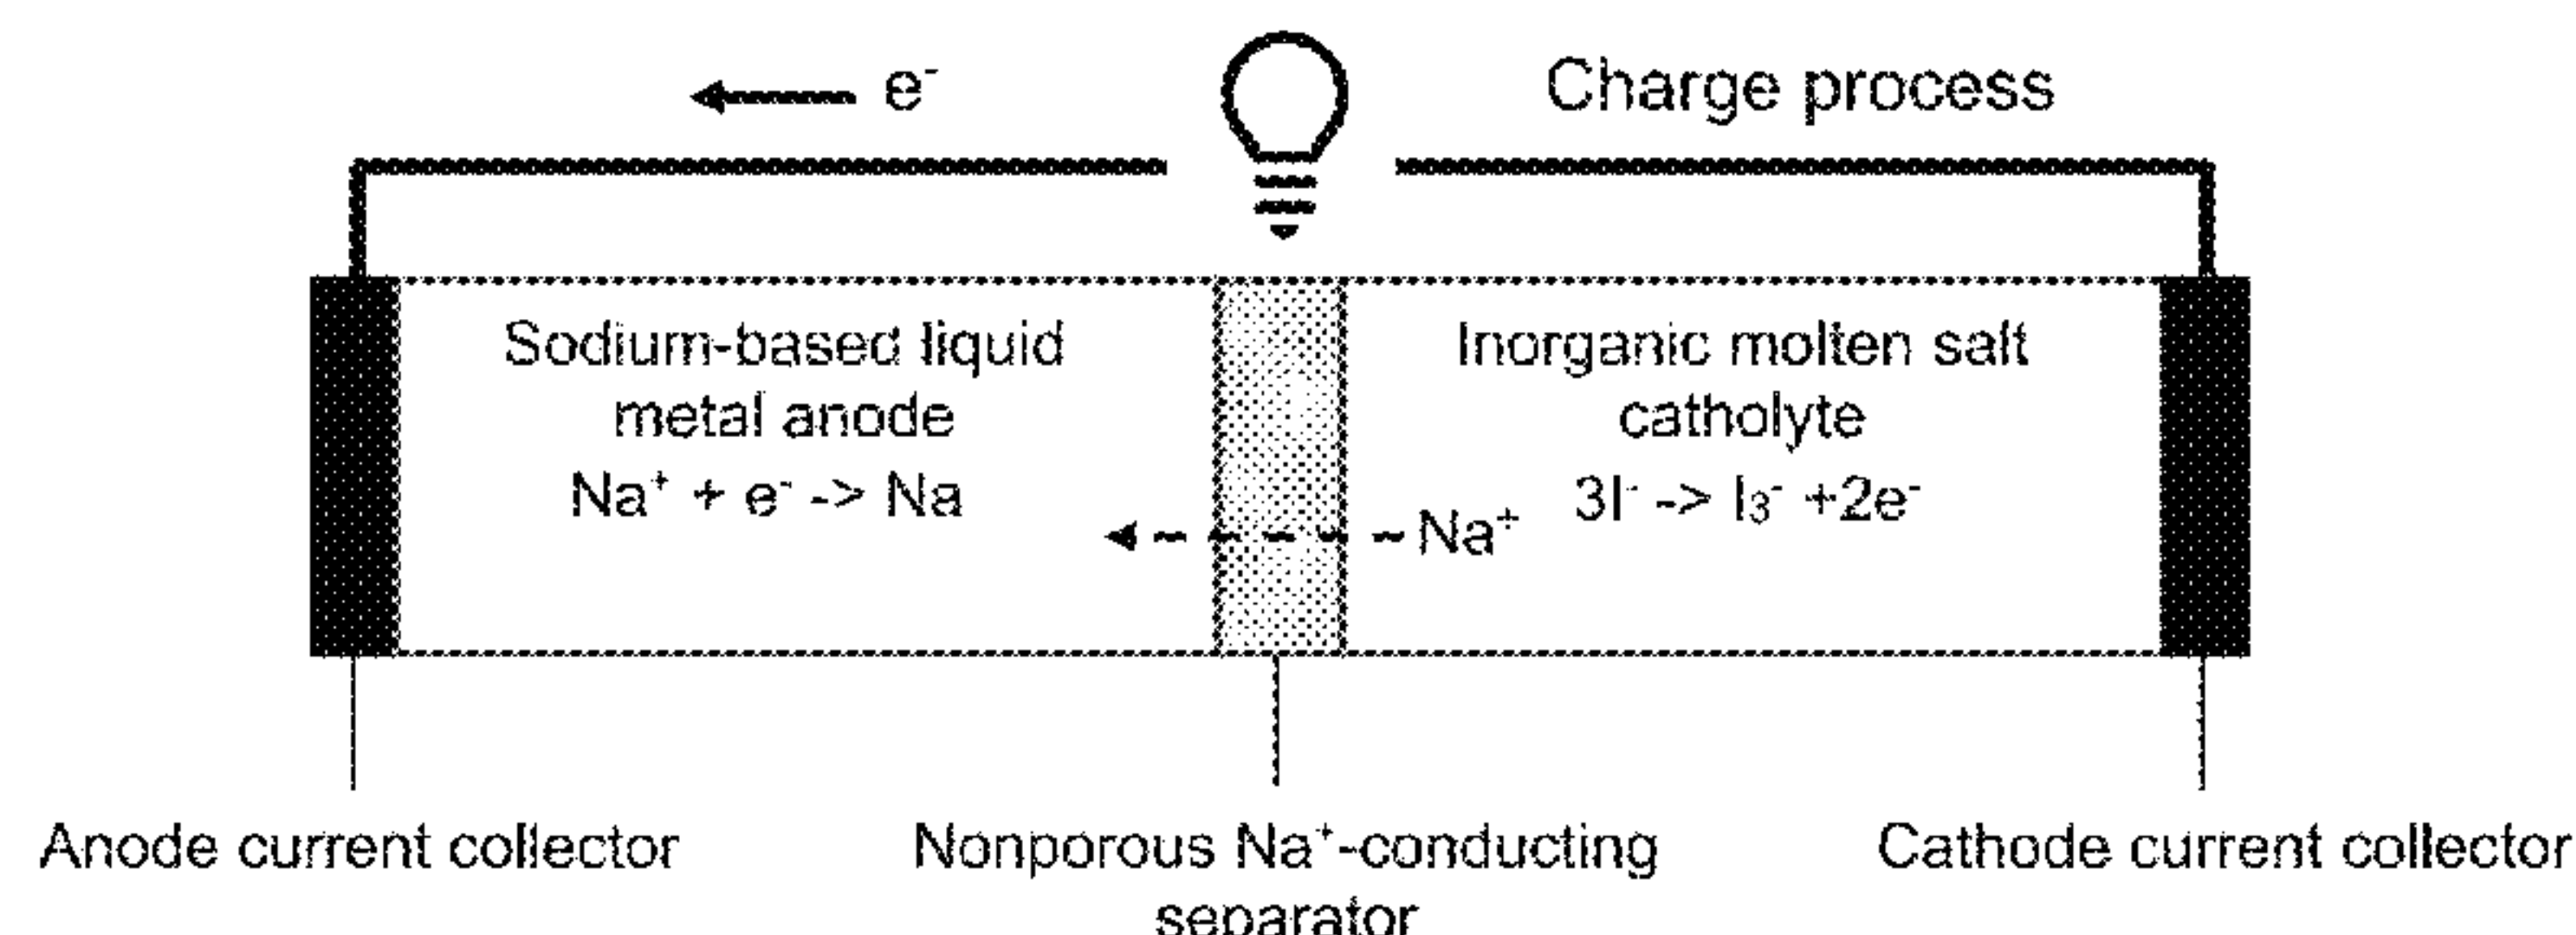 e⁻
Charge process
Sodium-based liquid
metal anode
Na⁺ + e⁻ -> Na
Inorganic molten salt
catholyte
3I⁻ -> I₃⁻ +2e⁻
Na⁺
Anode current collector
Nonporous Na⁺-conducting
separator
Cathode current collector